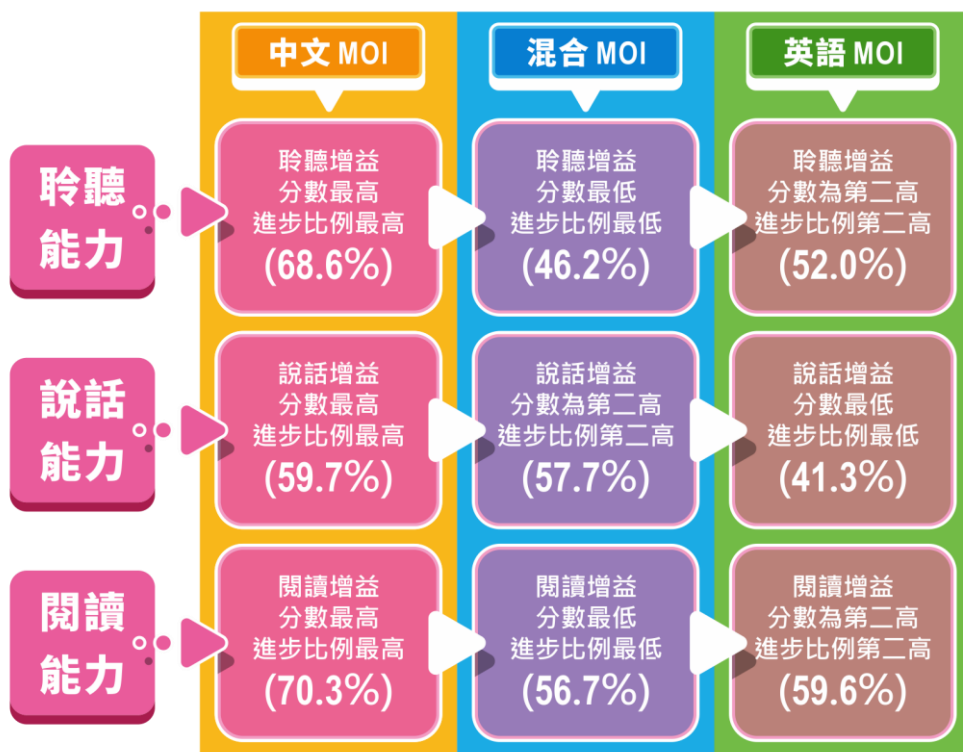 中文 MOI
混合 MOI
英語 MOI
聆聽
能力
聆聽增益
分數最高
進步比例最高
(68.6%)
聆聽增益
分數最低
進步比例最低
(46.2%)
聆聽增益
分數為第二高
進步比例第二高
(52.0%)
說話
能力
說話增益
分數最高
進步比例最高
(59.7%)
說話增益
分數為第二高
進步比例第二高
(57.7%)
說話增益
分數最低
進步比例最低
(41.3%)
閱讀
能力
閱讀增益
分數最高
進步比例最高
(70.3%)
閱讀增益
分數最低
進步比例最低
(56.7%)
閱讀增益
分數為第二高
進步比例第二高
(59.6%)